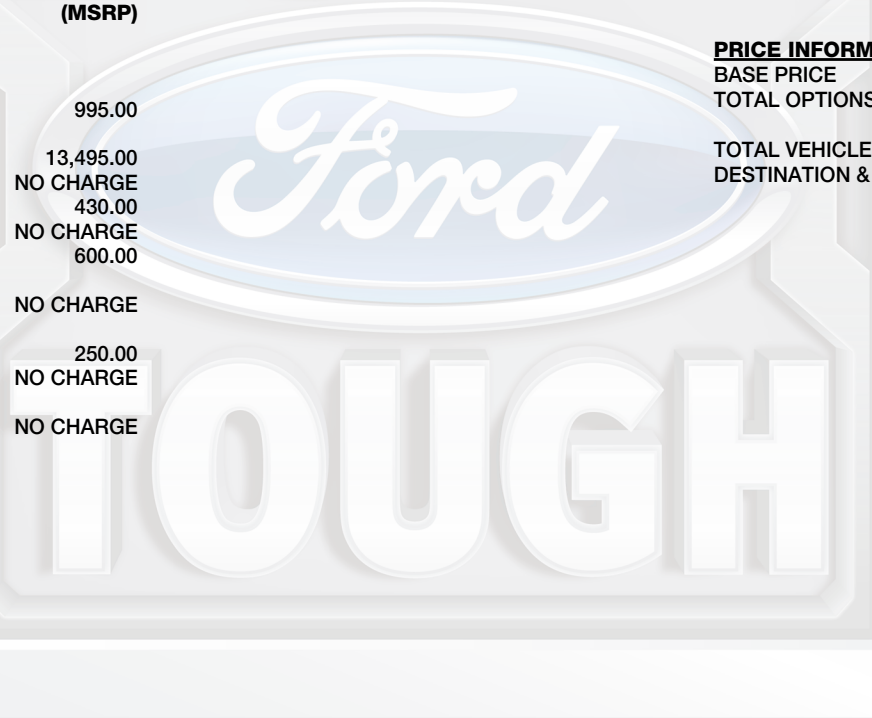 (MSRP)
995.00
13,495.00
NO CHARGE
430.00
NO CHARGE
600.00
NO CHARGE
250.00
NO CHARGE
NO CHARGE
PRICE INFORM
BASE PRICE
TOTAL OPTIONS
TOTAL VEHICLE
DESTINATION &
Ford
TOUGH